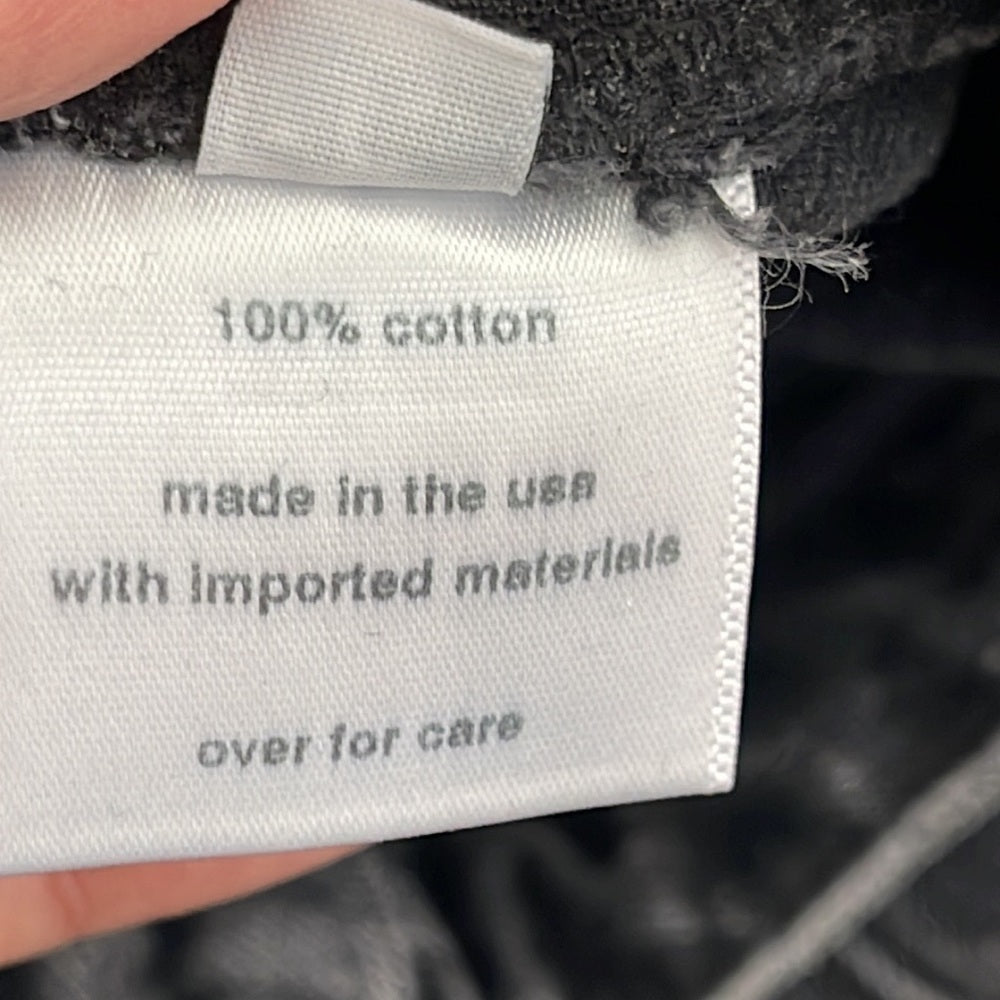 100% cotton
made in the usa
with imported materials
over for care